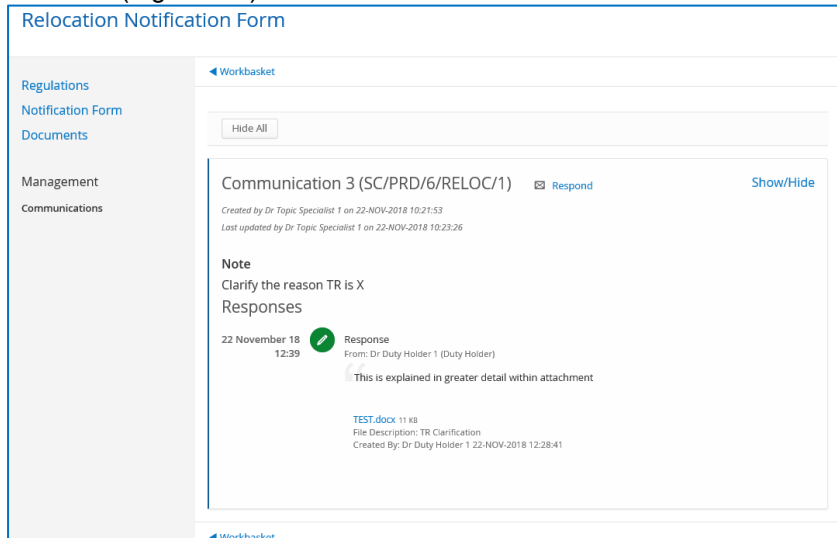 Relocation Notification Form
Regulations
Notification Form
Documents
Management
Communications
◀ Workbasket
Hide All
Communication 3 (SC/PRD/6/RELOC/1) Respond Show/Hide
Created by Dr Topic Specialist 1 on 22-NOV-2018 10:21:53
Last updated by Dr Topic Specialist 1 on 22-NOV-2018 10:23:26
Note
Clarify the reason TR is X
Responses
22 November 18 Response
12:39 From: Dr Duty Holder 1 (Duty Holder)
“ This is explained in greater detail within attachment
TEST.docx 11 KB
File Description: TR Clarification
Created By: Dr Duty Holder 1 22-NOV-2018 12:28:41
◀ Workbasket